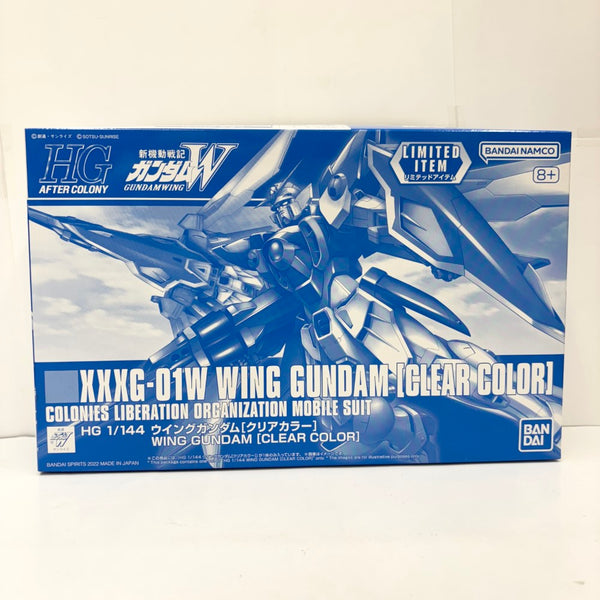 ©創通・サンライズ ©SOTSU・SUNRISE
HG
AFTER COLONY
新機動戦記
ガンダムW
GUNDAMWING
LIMITED
ITEM
リミテッドアイテム
BANDAI NAMCO
8+
XXXG-01W WING GUNDAM [CLEAR COLOR]
COLONIES LIBERATION ORGANIZATION MOBILE SUIT
HG 1/144 ウイングガンダム[クリアカラー]
WING GUNDAM [CLEAR COLOR]
BAN
DAI
BANDAI SPIRITS 2022 MADE IN JAPAN